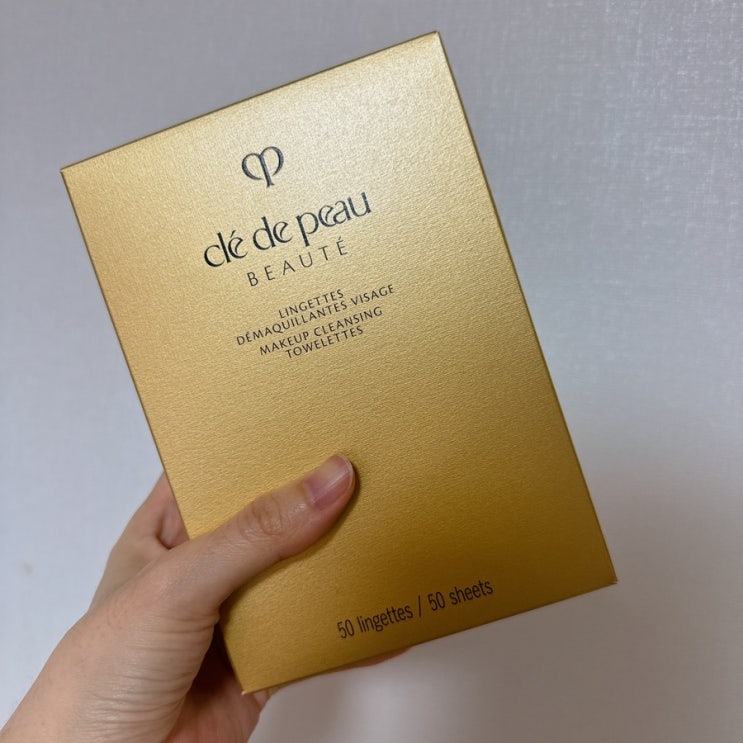 clé de peau
BEAUTÉ
LINGETTES
DÉMAQUILLANTES VISAGE
MAKEUP CLEANSING
TOWELETTES
50 lingettes / 50 sheets